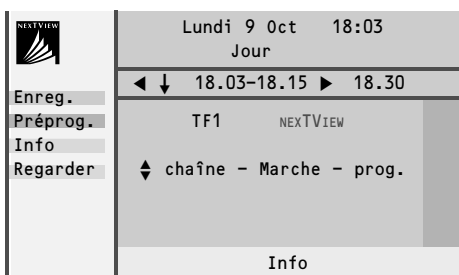 NEXTVIEW
Lundi 9 Oct 18:03
Jour
◀ ↓ 18.03-18.15 ▶ 18.30
Enreg.
Préprog.
Info
Regarder
TF1 NEXTVIEW
chaîne - Marche - prog.
Info